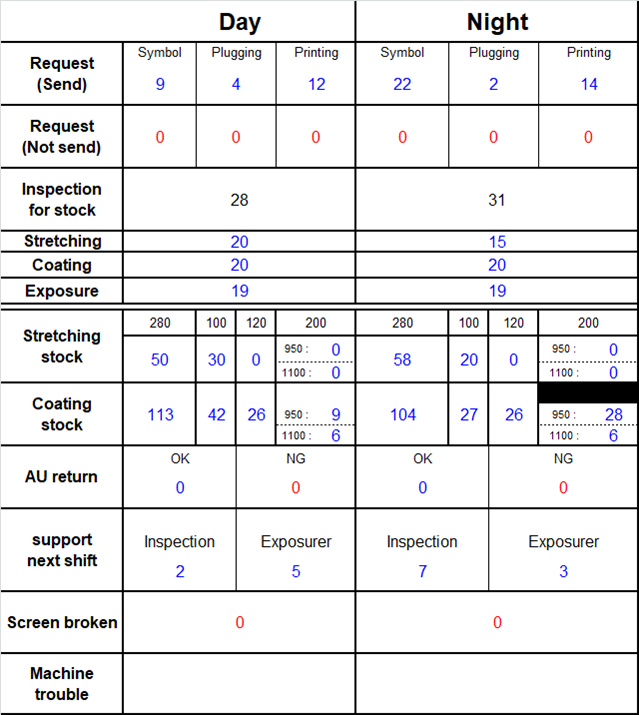 Day Night
Request (Send) Symbol Plugging Printing Symbol Plugging Printing
9 4 12 22 2 14
Request (Not send) 0 0 0 0 0 0
Inspection for stock 28 31
Stretching 20 15
Coating 20 20
Exposure 19 19
280 100 120 200 280 100 120 200
Stretching stock 50 30 0 950 : 0 58 20 0 950 : 0
1100 : 0 1100 : 0
Coating stock 113 42 26 950 : 9 104 27 26 950 : 28
1100 : 6 1100 : 6
AU return OK NG OK NG
0 0 0 0
support next shift Inspection Exposurer Inspection Exposurer
2 5 7 3
Screen broken 0 0
Machine trouble